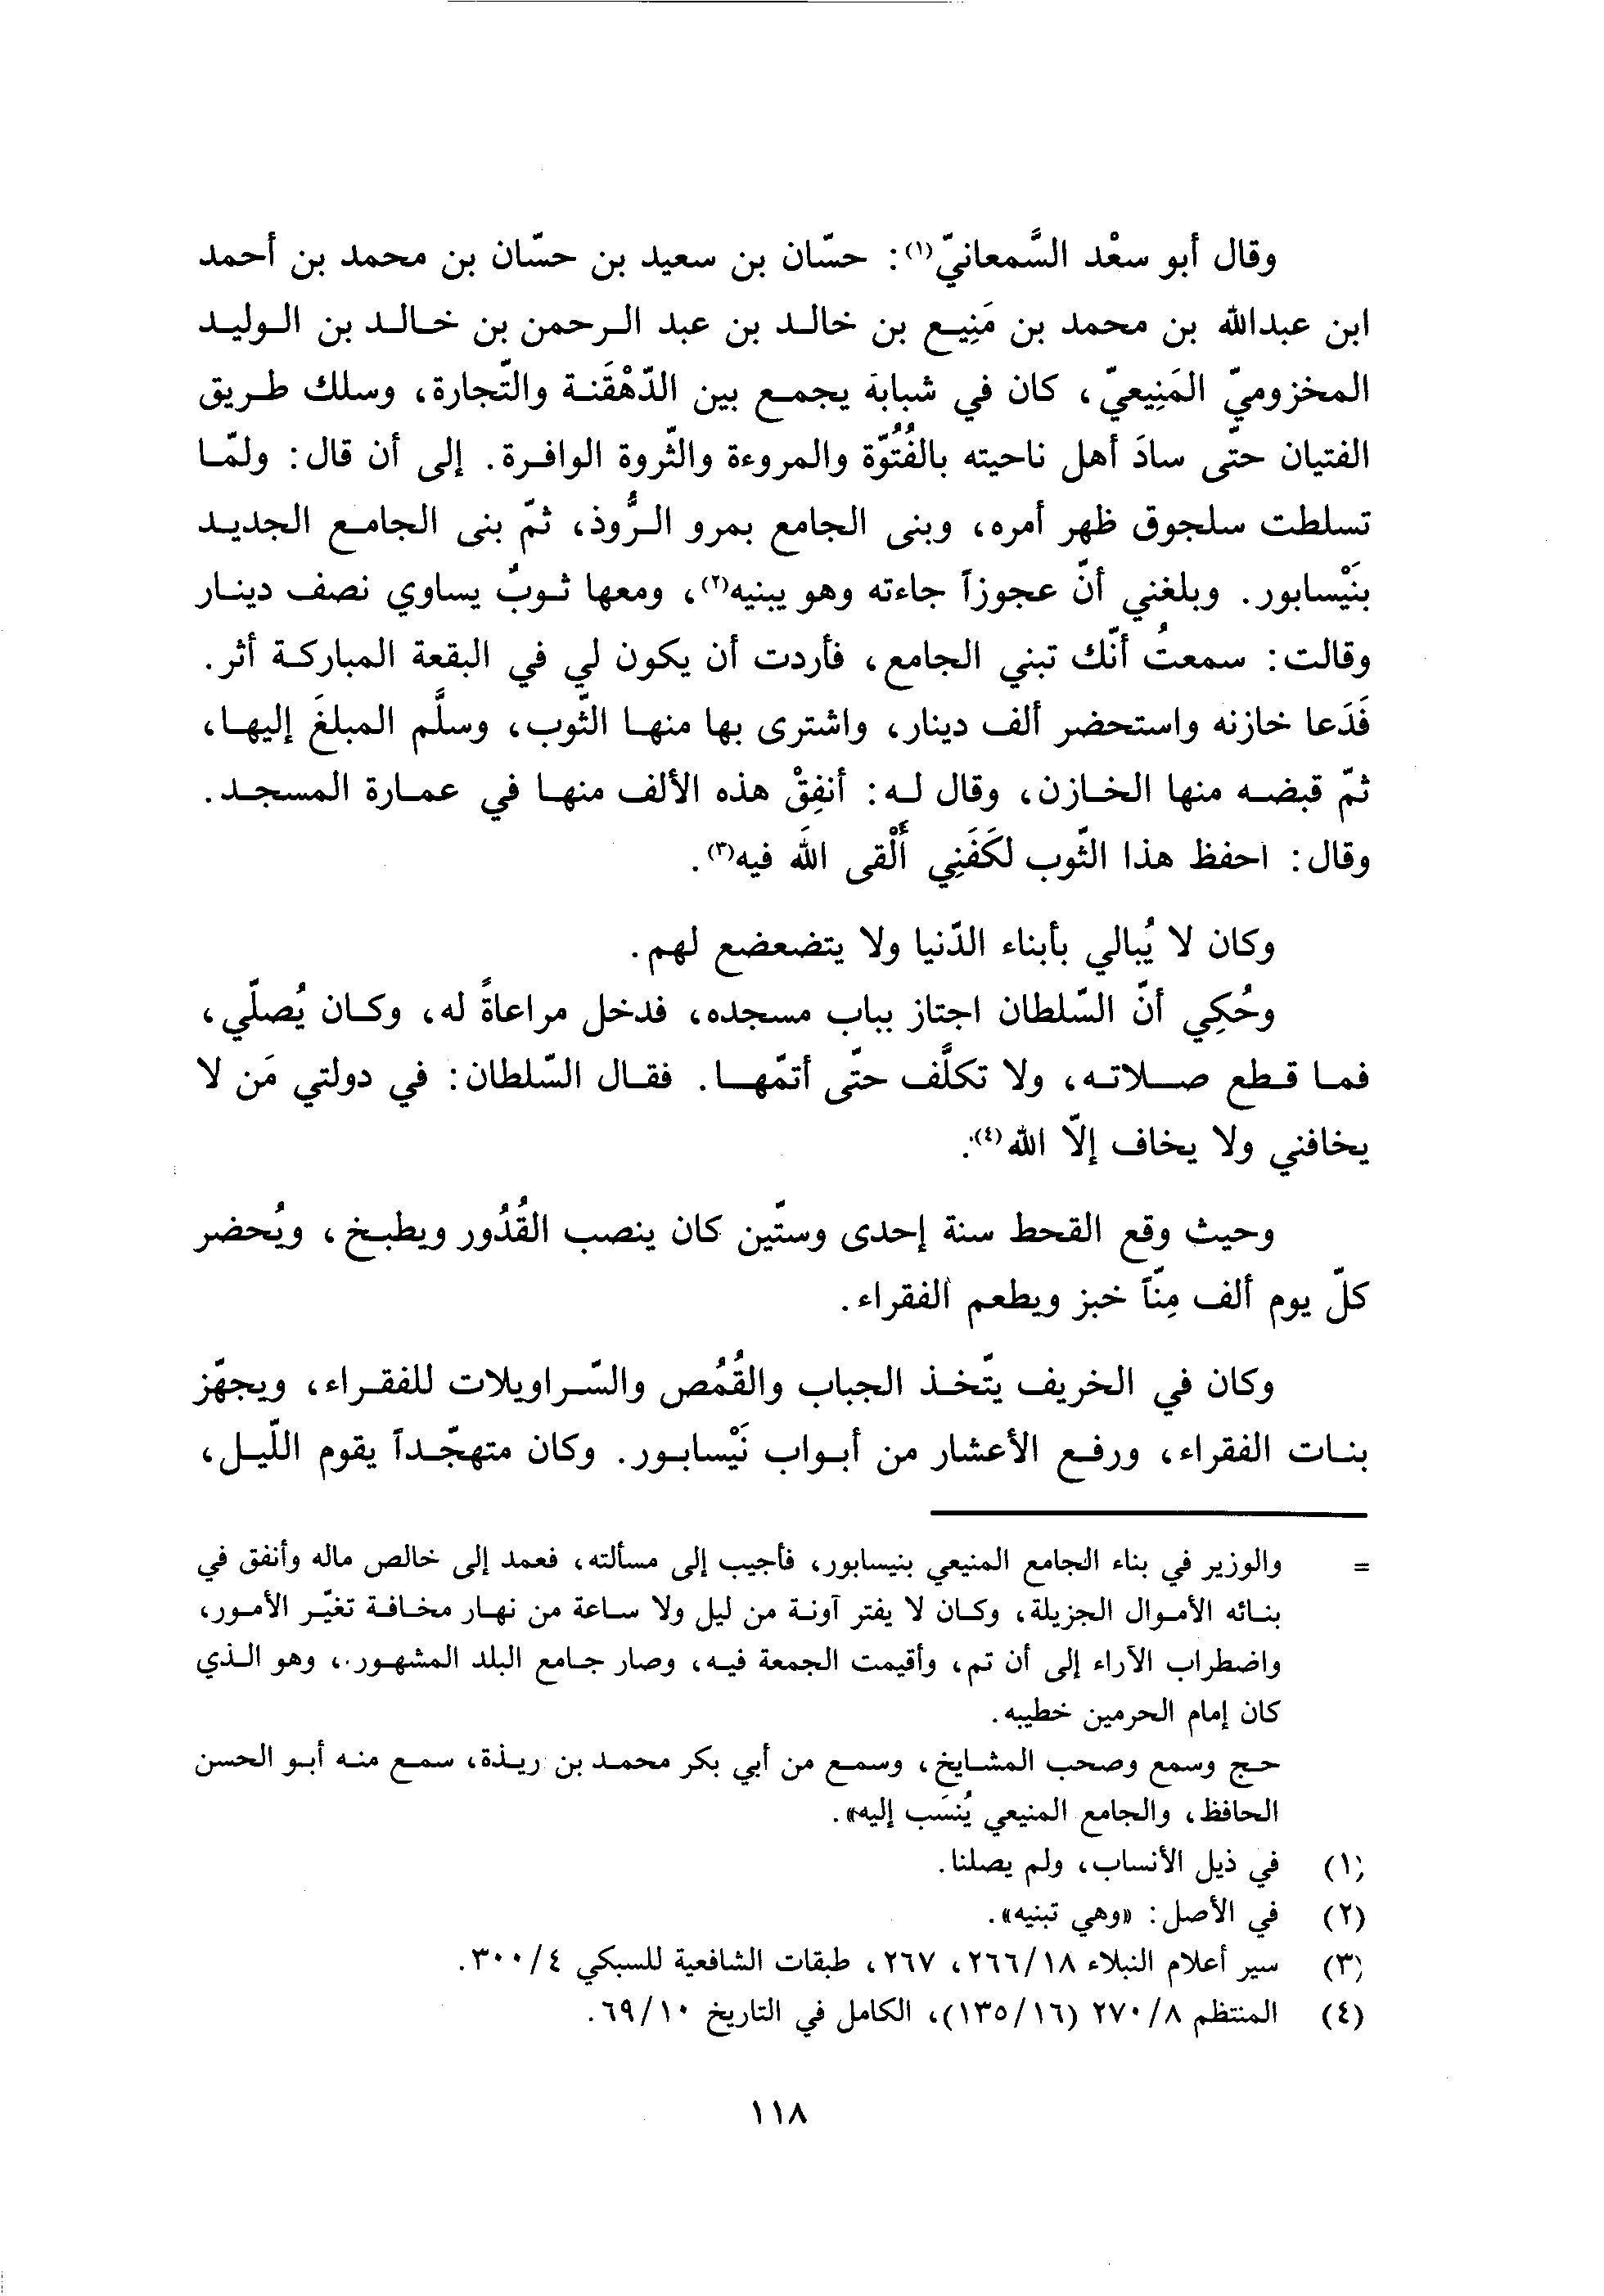 وقال أبو سعْد السَّمعانيّ(١): حسّان بن سعيد بن حسّان بن محمد بن أحمد
ابن عبدالله بن محمد بن مَنِيع بن خالد بن عبد الرحمن بن خالد بن الوليد
المخزوميّ المَنِيعيّ، كان في شبابة يجمع بين الدّهْقَنة والتّجارة، وسلك طريق
الفتيان حتّى سادَ أهل ناحيته بالفُتُوّة والمروءة والثّروة الوافرة. إلى أن قال: ولمّا
تسلطت سلجوق ظهر أمره، وبنى الجامع بمرو الرُّوذ، ثمّ بنى الجامع الجديد
بنَيْسابور. وبلغني أنّ عجوزاً جاءته وهو يبنيه(٢)، ومعها ثوبٌ يساوي نصف دينار
وقالت: سمعتُ أنّك تبني الجامع، فأردت أن يكون لي في البقعة المباركة أثر.
فَدَعا خازنه واستحضر ألف دينار، واشترى بها منها الثّوب، وسلَّم المبلغَ إليها،
ثمّ قبضه منها الخازن، وقال له: أنفِقْ هذه الألف منها في عمارة المسجد.
وقال: احفظ هذا الثّوب لكَفَنِي أَلْقى اللّٰه فيه(٣).
وكان لا يُبالي بأبناء الدّنيا ولا يتضعضع لهم.
وحُكِي أنّ السّلطان اجتاز بباب مسجده، فدخل مراعاةً له، وكان يُصلّي،
فما قطع صلاته، ولا تكلَّف حتّى أتمّها. فقال السّلطان: في دولتي مَن لا
يخافني ولا يخاف إلّا الله(٤).
وحيث وقع القحط سنة إحدى وستّين كان ينصب القُدُور ويطبخ، ويُحضر
كلّ يوم ألف مِنّاً خبز ويطعم الفقراء.
وكان في الخريف يتّخذ الجباب والقُمُص والسّراويلات للفقراء، ويجهّز
بنات الفقراء، ورفع الأعشار من أبواب نَيْسابور. وكان متهجّداً يقوم اللّيل،
= والوزير في بناء الجامع المنيعي بنيسابور، فأجيب إلى مسألته، فعمد إلى خالص ماله وأنفق في
بنائه الأموال الجزيلة، وكان لا يفتر آونة من ليل ولا ساعة من نهار مخافة تغيّر الأمور،
واضطراب الآراء إلى أن تم، وأقيمت الجمعة فيه، وصار جامع البلد المشهور.، وهو الذي
كان إمام الحرمين خطيبه.
حج وسمع وصحب المشايخ، وسمع من أبي بكر محمد بن ريذة، سمع منه أبو الحسن
الحافظ، والجامع المنيعي يُنسَب إليه».
(١) في ذيل الأنساب، ولم يصلنا.
(٢) في الأصل: «وهي تبنيه».
(٣) سير أعلام النبلاء ٢٦٦/١٨، ٢٦٧، طبقات الشافعية للسبكي ٣٠٠/٤.
(٤) المنتظم ٢٧٠/٨ (١٣٥/١٦)، الكامل في التاريخ ٦٩/١٠.
١١٨